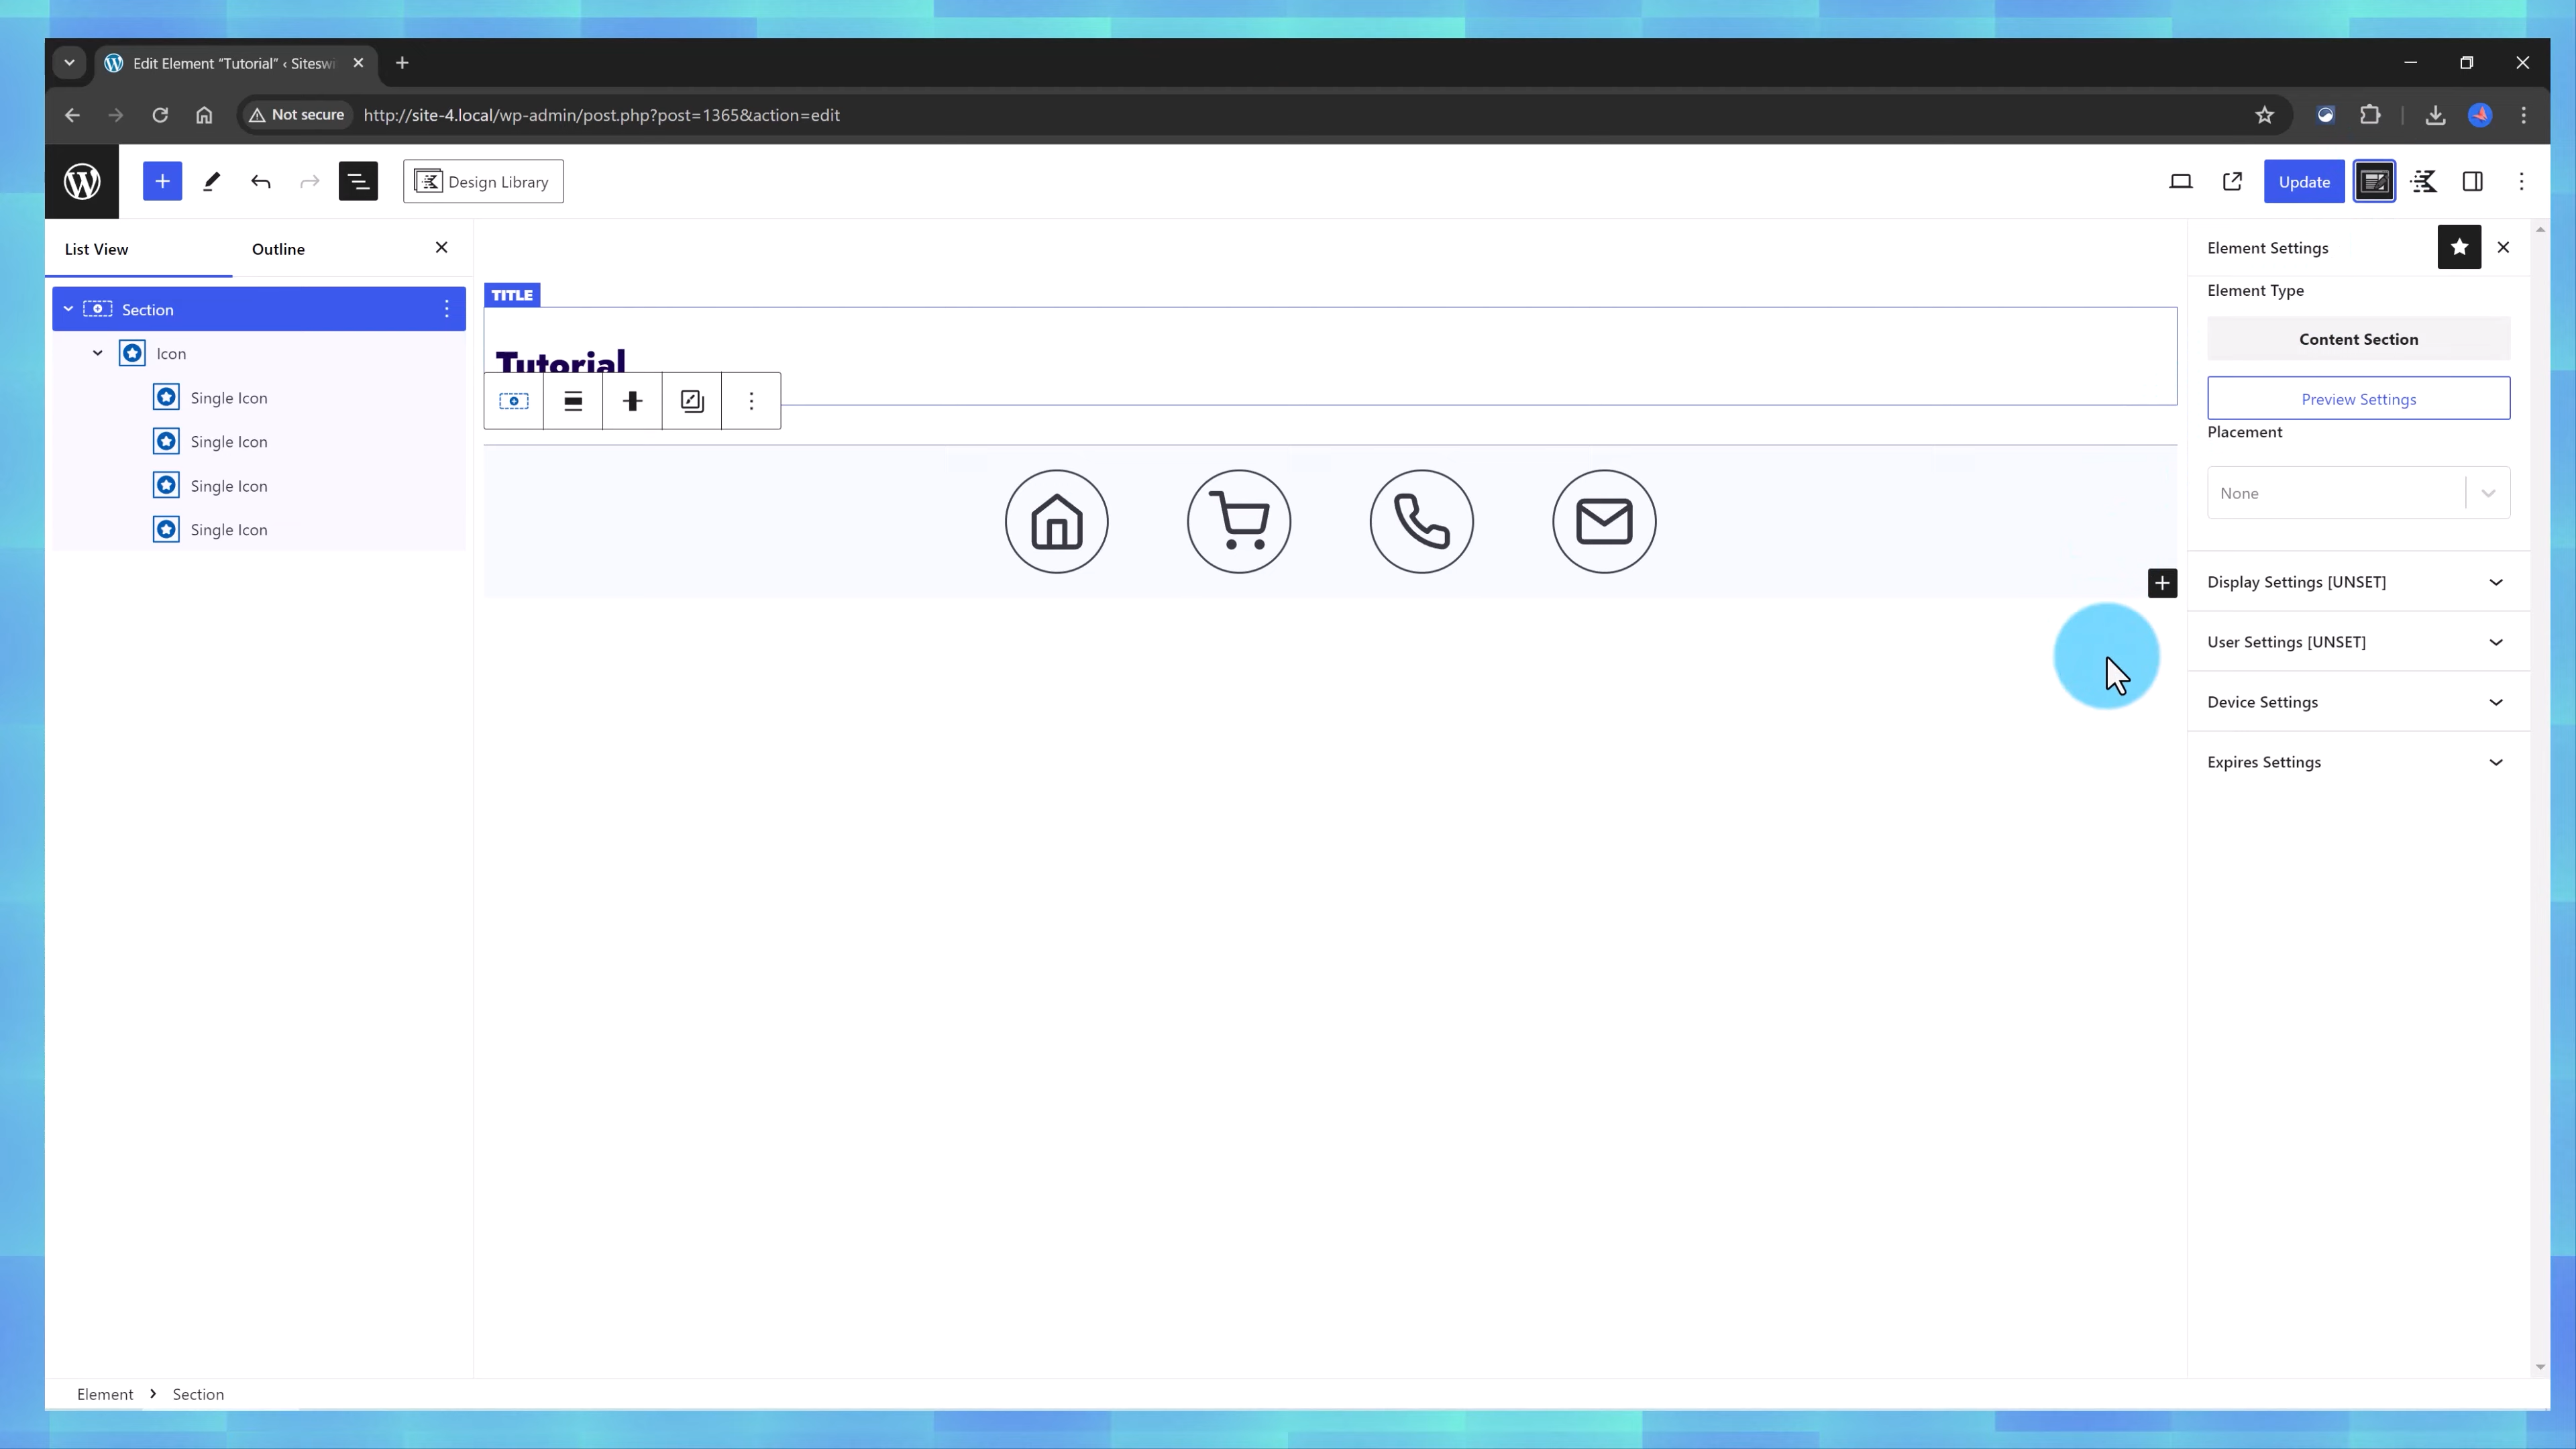 Edit Element “Tutorial” ‹ Siteswi
Not secure
http://site-4.local/wp-admin/post.php?post=1365&action=edit
Design Library
Update
List View
Outline
Section
Icon
Single Icon
Single Icon
Single Icon
Single Icon
TITLE
Tutorial
Element Settings
Element Type
Content Section
Preview Settings
Placement
None
Display Settings [UNSET]
User Settings [UNSET]
Device Settings
Expires Settings
Element
Section